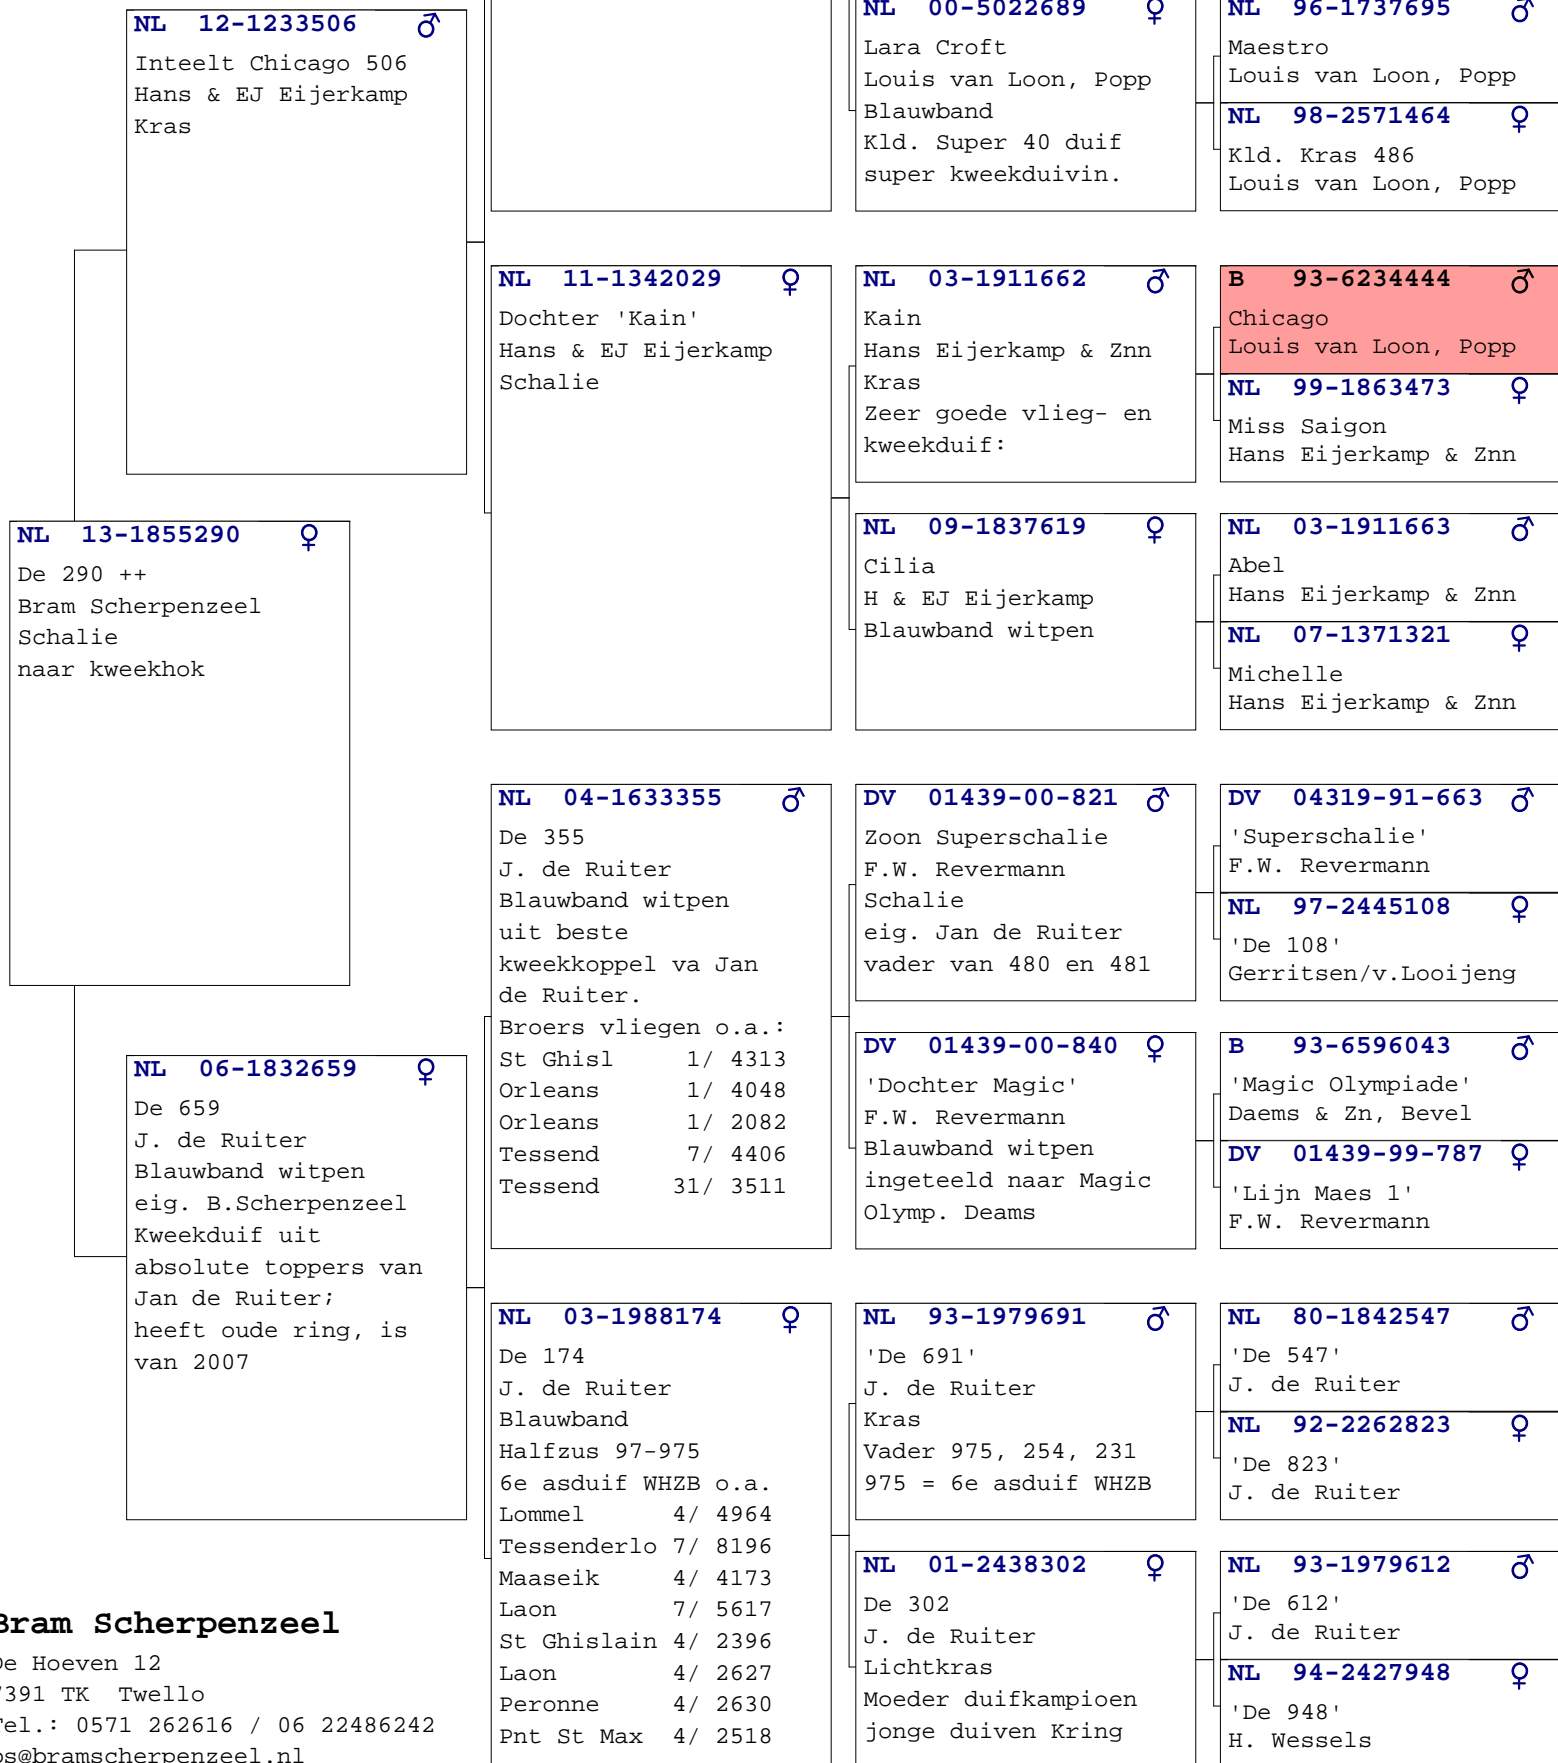 NL 12-1233506 ♂
Inteelt Chicago 506
Hans & EJ Eijerkamp
Kras
NL 13-1855290 ♀
De 290 ++
Bram Scherpenzeel
Schalie
naar kweekhok
NL 06-1832659 ♀
De 659
J. de Ruiter
Blauwband witpen
eig. B.Scherpenzeel
Kweekduif uit
absolute toppers van
Jan de Ruiter;
heeft oude ring, is
van 2007
Bram Scherpenzeel
De Hoeven 12
7391 TK Twello
Tel.: 0571 262616 / 06 22486242
bs@bramscherpenzeel.nl
NL 11-1342029 ♀
Dochter 'Kain'
Hans & EJ Eijerkamp
Schalie
NL 04-1633355 ♂
De 355
J. de Ruiter
Blauwband witpen
uit beste
kweekkoppel va Jan
de Ruiter.
Broers vliegen o.a.:
St Ghisl 1/ 4313
Orleans 1/ 4048
Orleans 1/ 2082
Tessend 7/ 4406
Tessend 31/ 3511
NL 03-1988174 ♀
De 174
J. de Ruiter
Blauwband
Halfzus 97-975
6e asduif WHZB o.a.
Lommel 4/ 4964
Tessenderlo 7/ 8196
Maaseik 4/ 4173
Laon 7/ 5617
St Ghislain 4/ 2396
Laon 4/ 2627
Peronne 4/ 2630
Pnt St Max 4/ 2518
NL 00-5022689 ♀
Lara Croft
Louis van Loon, Popp
Blauwband
Kld. Super 40 duif
super kweekduivin.
NL 03-1911662 ♂
Kain
Hans Eijerkamp & Znn
Kras
Zeer goede vlieg- en
kweekduif:
NL 09-1837619 ♀
Cilia
H & EJ Eijerkamp
Blauwband witpen
DV 01439-00-821 ♂
Zoon Superschalie
F.W. Revermann
Schalie
eig. Jan de Ruiter
vader van 480 en 481
DV 01439-00-840 ♀
'Dochter Magic'
F.W. Revermann
Blauwband witpen
ingeteeld naar Magic
Olymp. Deams
NL 93-1979691 ♂
'De 691'
J. de Ruiter
Kras
Vader 975, 254, 231
975 = 6e asduif WHZB
NL 01-2438302 ♀
De 302
J. de Ruiter
Lichtkras
Moeder duifkampioen
jonge duiven Kring
NL 96-1737695 ♂
Maestro
Louis van Loon, Popp
NL 98-2571464 ♀
Kld. Kras 486
Louis van Loon, Popp
B 93-6234444 ♂
Chicago
Louis van Loon, Popp
NL 99-1863473 ♀
Miss Saigon
Hans Eijerkamp & Znn
NL 03-1911663 ♂
Abel
Hans Eijerkamp & Znn
NL 07-1371321 ♀
Michelle
Hans Eijerkamp & Znn
DV 04319-91-663 ♂
'Superschalie'
F.W. Revermann
NL 97-2445108 ♀
'De 108'
Gerritsen/v.Looijeng
B 93-6596043 ♂
'Magic Olympiade'
Daems & Zn, Bevel
DV 01439-99-787 ♀
'Lijn Maes 1'
F.W. Revermann
NL 80-1842547 ♂
'De 547'
J. de Ruiter
NL 92-2262823 ♀
'De 823'
J. de Ruiter
NL 93-1979612 ♂
'De 612'
J. de Ruiter
NL 94-2427948 ♀
'De 948'
H. Wessels